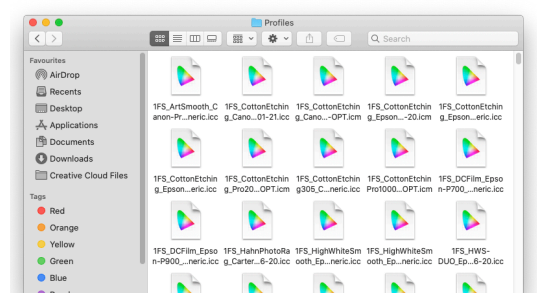 Profiles
Search
Favourites
AirDrop
Recents
Desktop
Applications
Documents
Downloads
Creative Cloud Files
Tags
Red
Orange
Yellow
Green
Blue
1FS_ArtSmooth_C
anon-Pr...neric.icc
1FS_CottonEtchin
g_Cano...01-21.icc
1FS_CottonEtchin
g_Cano...-OPT.icm
1FS_CottonEtchin
g_Epson...-20.icm
1FS_CottonEtchin
g_Epson...eric.icc
1FS_CottonEtchin
g_Epson...eric.icc
1FS_CottonEtchin
g_Pro20...OPT.icm
1FS_CottonEtchin
g305_C...neric.icc
1FS_CottonEtchin
Pro1000...OPT.icm
1FS_DCFilm_Epso
n-P700_...neric.icc
1FS_DCFilm_Epso
n-P900_...neric.icc
1FS_HahnPhotoRa
g_Carter...6-20.icc
1FS_HighWhiteSm
ooth_Ep...neric.icc
1FS_HighWhiteSm
ooth_Ep...neric.icc
1FS_HWS-
DUO_Ep...6-20.icc